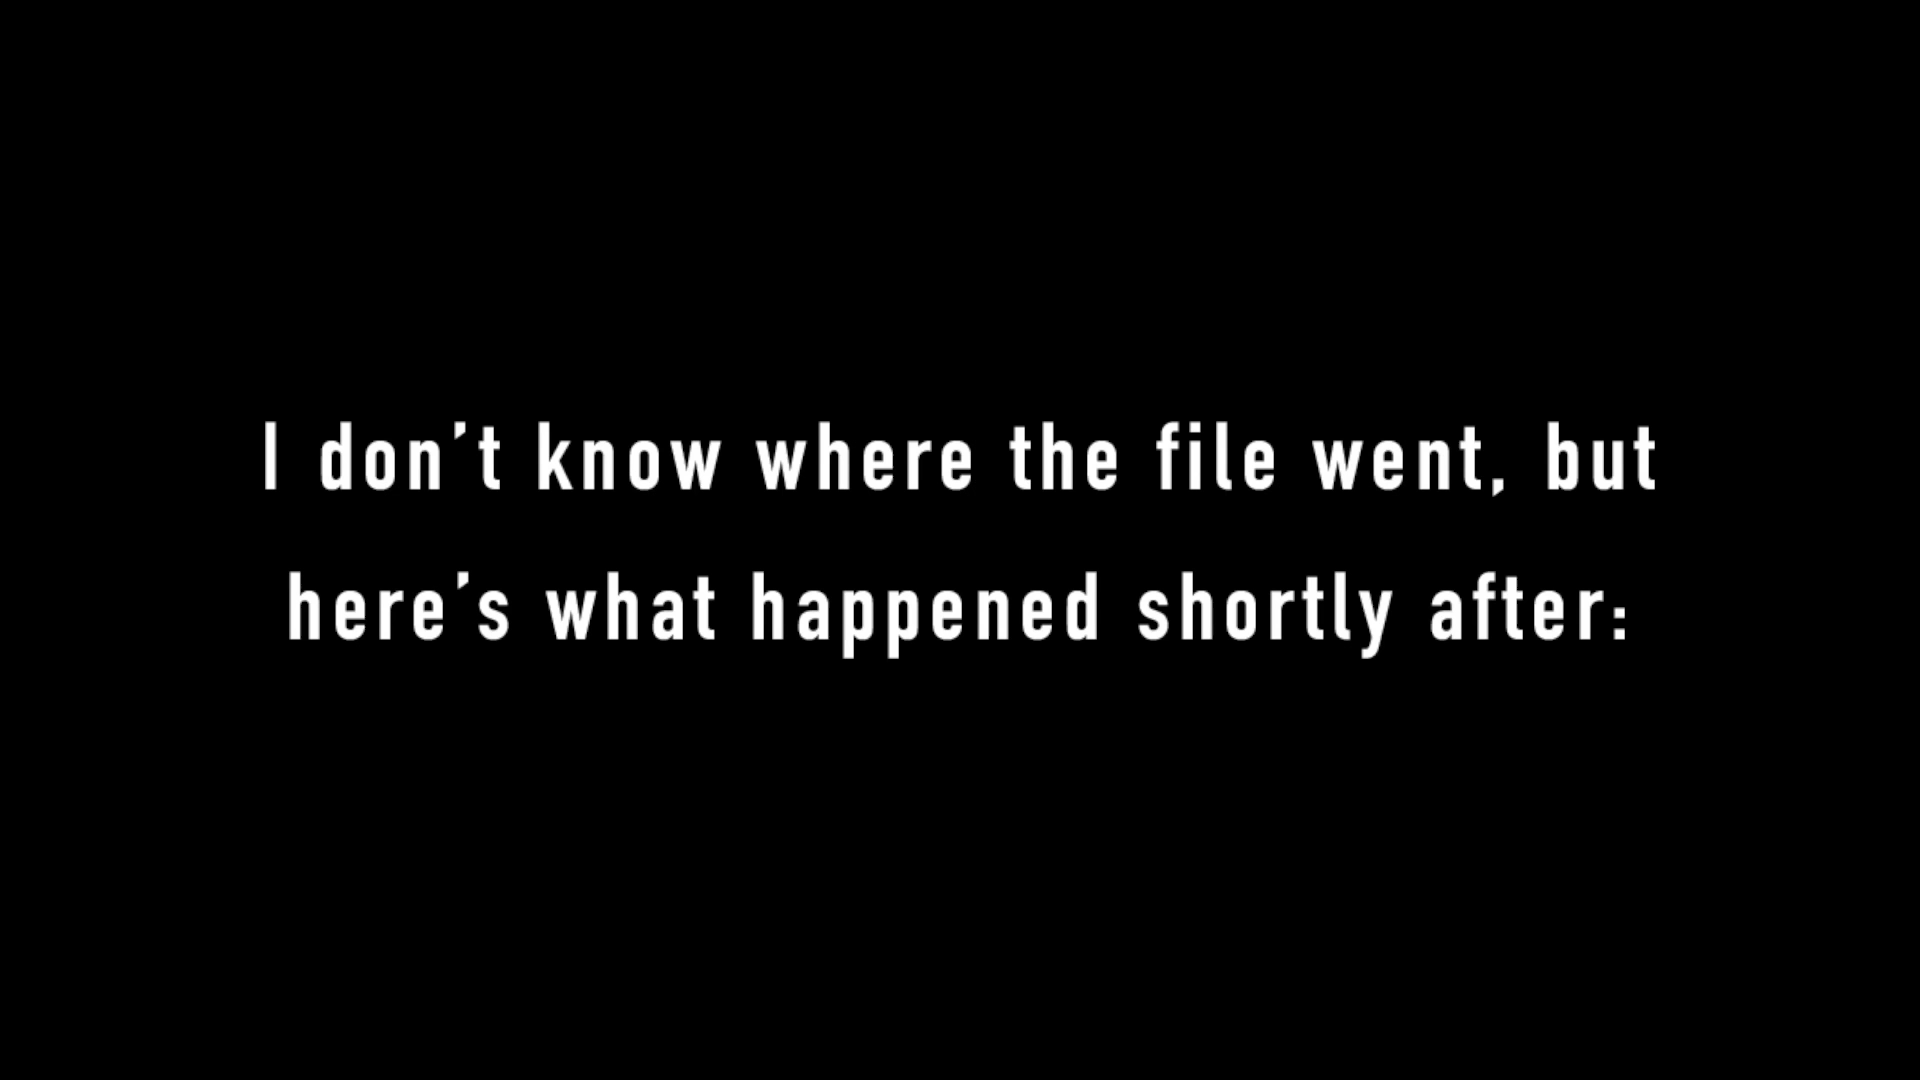 I don’t know where the file went, but
here’s what happened shortly after: